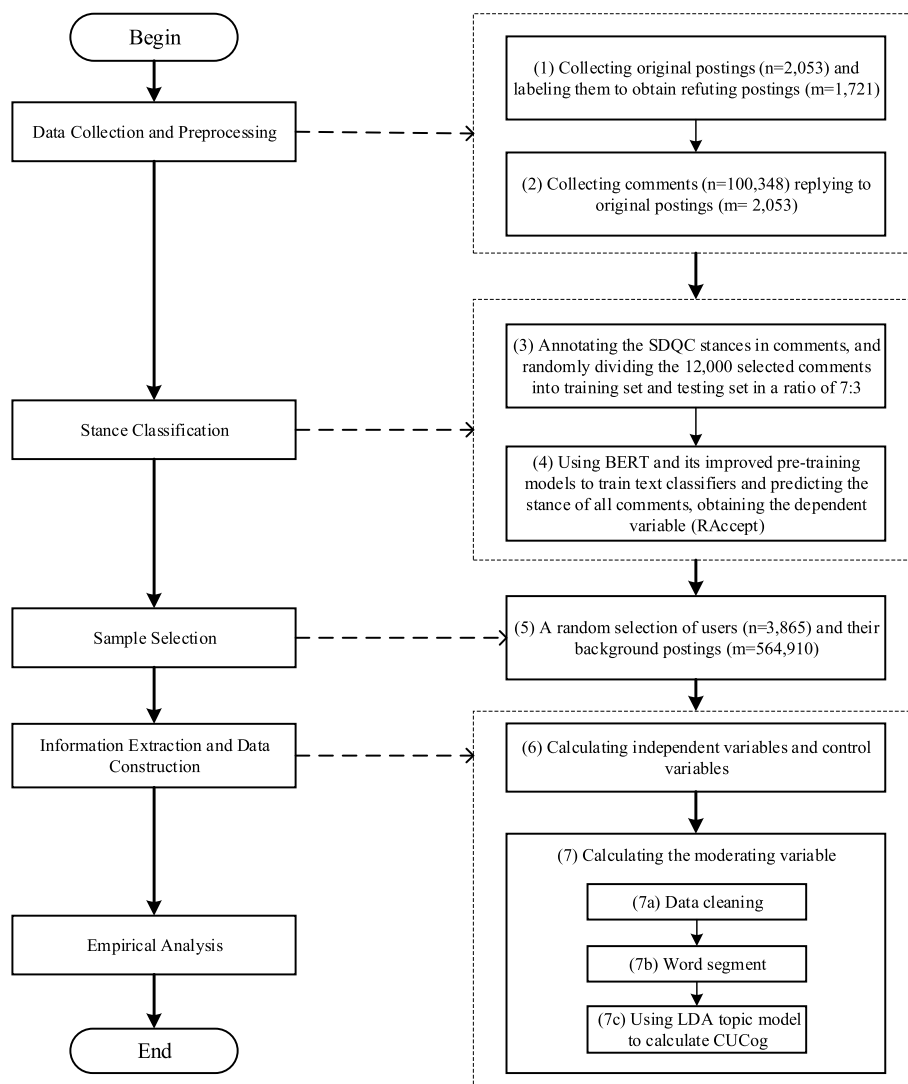 Begin
Data Collection and Preprocessing
(1) Collecting original postings (n=2,053) and
labeling them to obtain refuting postings (m=1,721)
(2) Collecting comments (n=100,348) replying to
original postings (m= 2,053)
Stance Classification
(3) Annotating the SDQC stances in comments, and
randomly dividing the 12,000 selected comments
into training set and testing set in a ratio of 7:3
(4) Using BERT and its improved pre-training
models to train text classifiers and predicting the
stance of all comments, obtaining the dependent
variable (RAccept)
Sample Selection
(5) A random selection of users (n=3,865) and their
background postings (m=564,910)
Information Extraction and Data
Construction
(6) Calculating independent variables and control
variables
(7) Calculating the moderating variable
(7a) Data cleaning
(7b) Word segment
(7c) Using LDA topic model
to calculate CUCog
Empirical Analysis
End